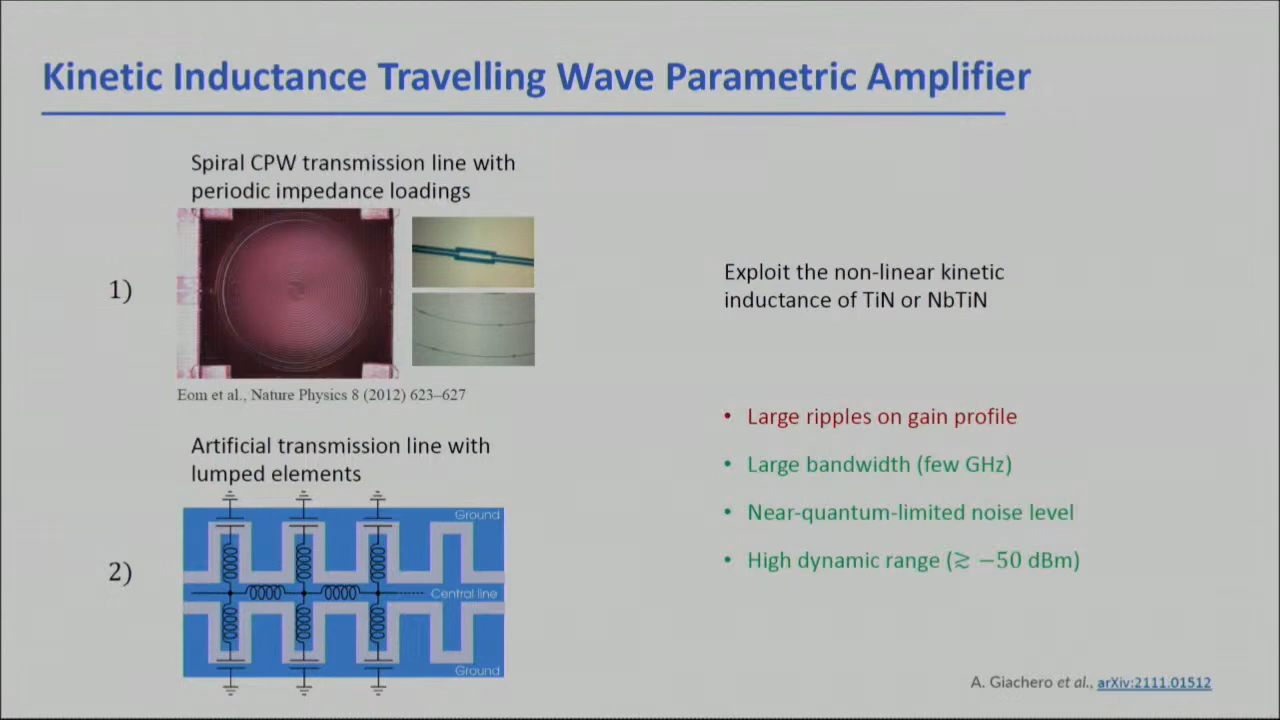 Kinetic Inductance Travelling Wave Parametric Amplifier
Spiral CPW transmission line with
periodic impedance loadings
1)
Eom et al., Nature Physics 8 (2012) 623–627
Artificial transmission line with
lumped elements
2)
Ground
Central line
Ground
Exploit the non-linear kinetic
inductance of TiN or NbTiN
• Large ripples on gain profile
• Large bandwidth (few GHz)
• Near-quantum-limited noise level
• High dynamic range (≳ −50 dBm)
A. Giachero et al., arXiv:2111.01512